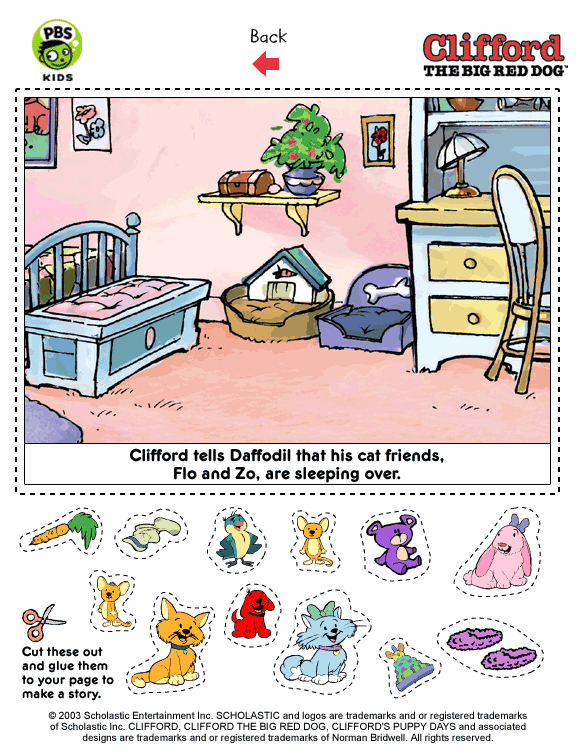 PBS
KIDS
Back
Clifford
THE BIG RED DOG™
Clifford tells Daffodil that his cat friends,
Flo and Zo, are sleeping over.
Cut these out
and glue them
to your page to
make a story.
© 2003 Scholastic Entertainment Inc. SCHOLASTIC and logos are trademarks and or registered trademarks
of Scholastic Inc. CLIFFORD, CLIFFORD THE BIG RED DOG, CLIFFORD'S PUPPY DAYS and associated
designs are trademarks and or registered trademarks of Norman Bridwell. All rights reserved.